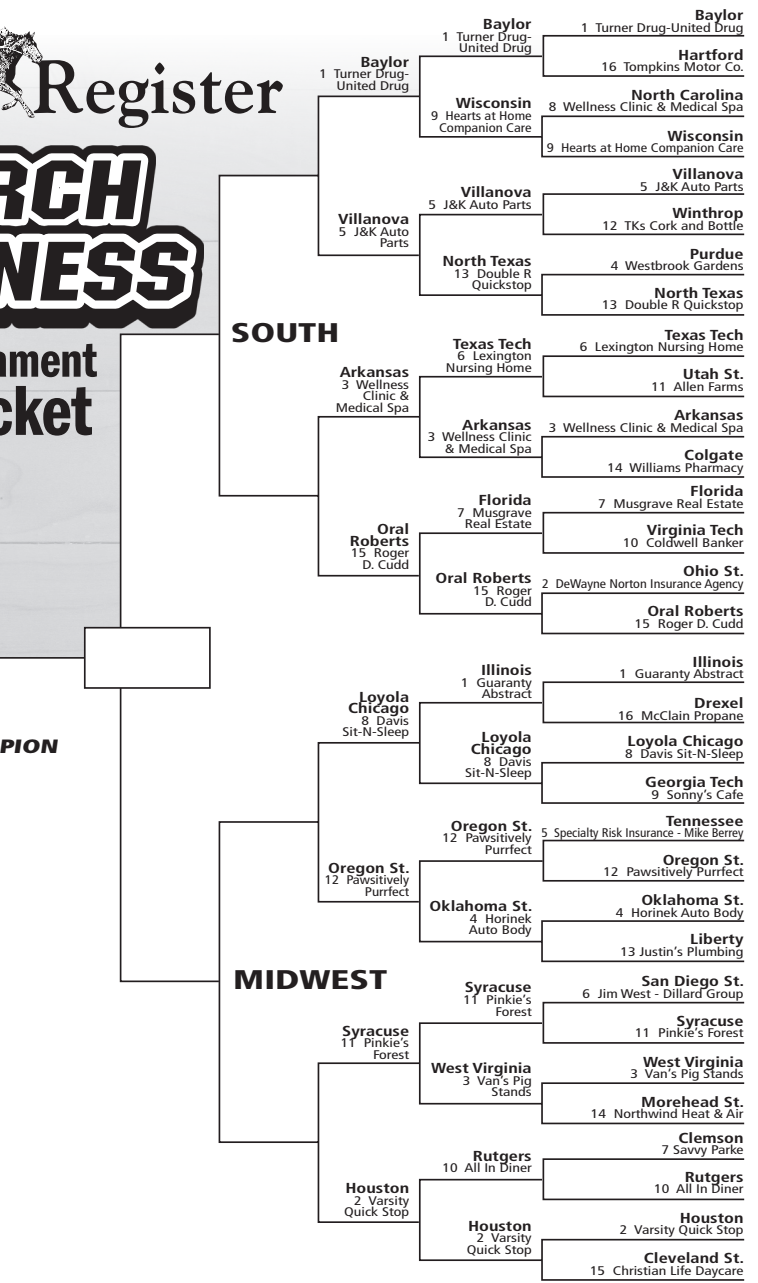 Register
RCH
NESS
nment
cket
PION
SOUTH
Baylor
1 Turner Drug-United Drug
Hartford
16 Tompkins Motor Co.
North Carolina
8 Wellness Clinic & Medical Spa
Wisconsin
9 Hearts at Home Companion Care
Villanova
5 J&K Auto Parts
Winthrop
12 TKs Cork and Bottle
Purdue
4 Westbrook Gardens
North Texas
13 Double R Quickstop
Texas Tech
6 Lexington Nursing Home
Utah St.
11 Allen Farms
Arkansas
3 Wellness Clinic & Medical Spa
Colgate
14 Williams Pharmacy
Florida
7 Musgrave Real Estate
Virginia Tech
10 Coldwell Banker
Ohio St.
2 DeWayne Norton Insurance Agency
Oral Roberts
15 Roger D. Cudd
Baylor
1 Turner Drug-
United Drug
Wisconsin
9 Hearts at Home
Companion Care
Villanova
5 J&K Auto Parts
North Texas
13 Double R
Quickstop
Texas Tech
6 Lexington
Nursing Home
Arkansas
3 Wellness Clinic
& Medical Spa
Florida
7 Musgrave
Real Estate
Oral Roberts
15 Roger
D. Cudd
Baylor
1 Turner Drug-
United Drug
Villanova
5 J&K Auto
Parts
Arkansas
3 Wellness
Clinic &
Medical Spa
Oral
Roberts
15 Roger
D. Cudd
MIDWEST
Illinois
1 Guaranty Abstract
Drexel
16 McClain Propane
Loyola Chicago
8 Davis Sit-N-Sleep
Georgia Tech
9 Sonny's Cafe
Tennessee
5 Specialty Risk Insurance - Mike Berrey
Oregon St.
12 Pawsitively Purrfect
Oklahoma St.
4 Horinek Auto Body
Liberty
13 Justin's Plumbing
San Diego St.
6 Jim West - Dillard Group
Syracuse
11 Pinkie's Forest
West Virginia
3 Van's Pig Stands
Morehead St.
14 Northwind Heat & Air
Clemson
7 Savvy Parke
Rutgers
10 All In Diner
Houston
2 Varsity Quick Stop
Cleveland St.
15 Christian Life Daycare
Illinois
1 Guaranty
Abstract
Loyola
Chicago
8 Davis
Sit-N-Sleep
Oregon St.
12 Pawsitively
Purrfect
Oklahoma St.
4 Horinek
Auto Body
Syracuse
11 Pinkie's
Forest
West Virginia
3 Van's Pig
Stands
Rutgers
10 All In Diner
Houston
2 Varsity
Quick Stop
Loyola
Chicago
8 Davis
Sit-N-Sleep
Oregon St.
12 Pawsitively
Purrfect
Syracuse
11 Pinkie's
Forest
Houston
2 Varsity
Quick Stop